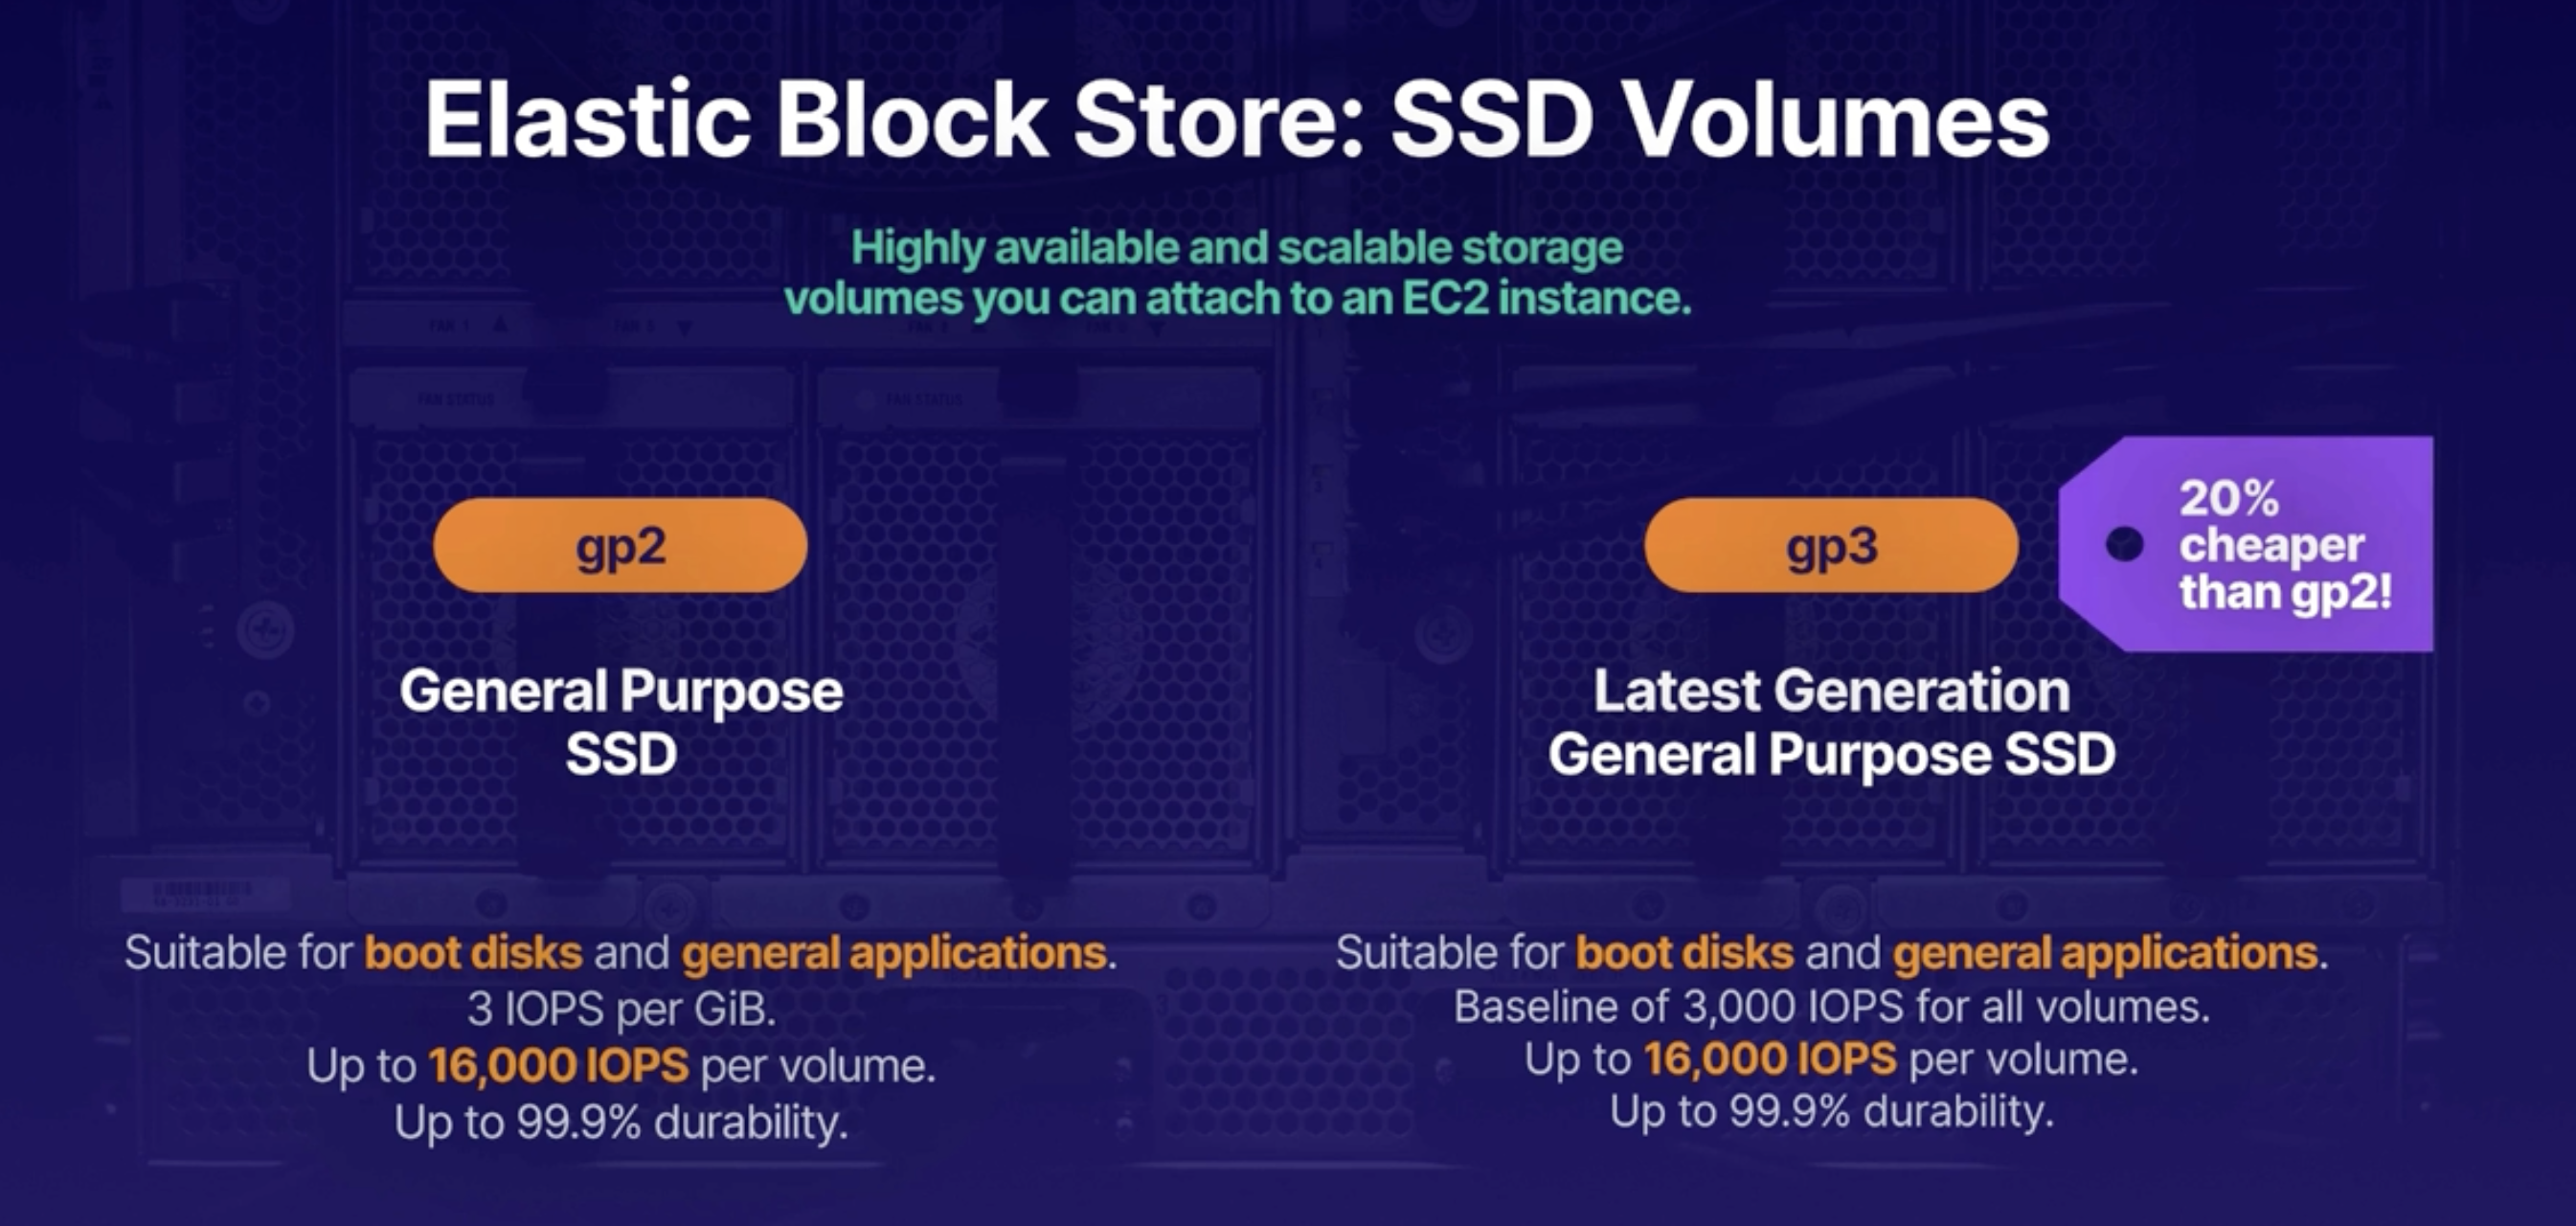 Elastic Block Store: SSD Volumes
Highly available and scalable storage
volumes you can attach to an EC2 instance.
FAN STATUS
FAN STATUS
gp2
General Purpose
SSD
Suitable for boot disks and general applications.
3 IOPS per GiB.
Up to 16,000 IOPS per volume.
Up to 99.9% durability.
gp3
20%
cheaper
than gp2!
Latest Generation
General Purpose SSD
Suitable for boot disks and general applications.
Baseline of 3,000 IOPS for all volumes.
Up to 16,000 IOPS per volume.
Up to 99.9% durability.